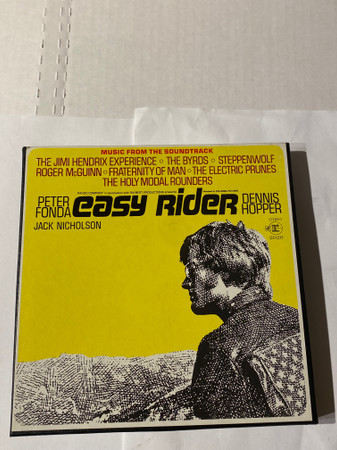 MUSIC FROM THE SOUNDTRACK
THE JIMI HENDRIX EXPERIENCE • THE BYRDS • STEPPENWOLF
ROGER McGUINN • FRATERNITY OF MAN • THE ELECTRIC PRUNES
THE HOLY MODAL ROUNDERS
PETER FONDA
easy Rider
DENNIS HOPPER
JACK NICHOLSON